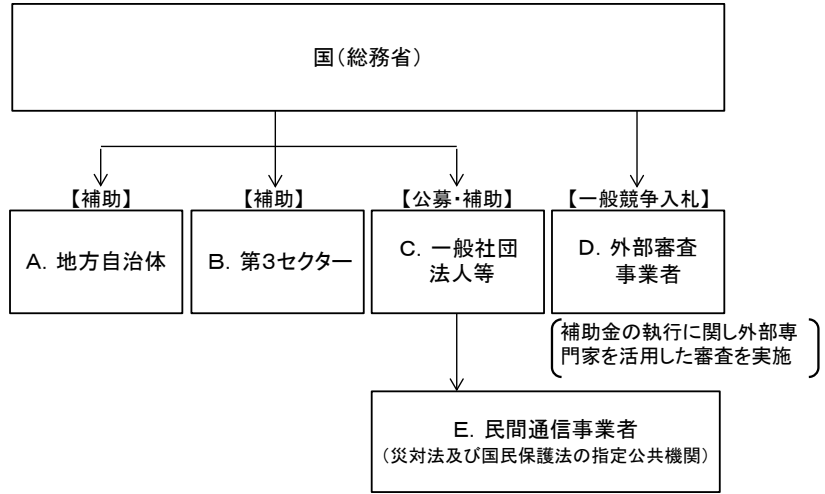 国(総務省)
【補助】
【補助】
【公募・補助】
【一般競争入札】
A. 地方自治体
B. 第3セクター
C. 一般社団
法人等
D. 外部審査
事業者
補助金の執行に関し外部専
門家を活用した審査を実施
E. 民間通信事業者
(災対法及び国民保護法の指定公共機関)